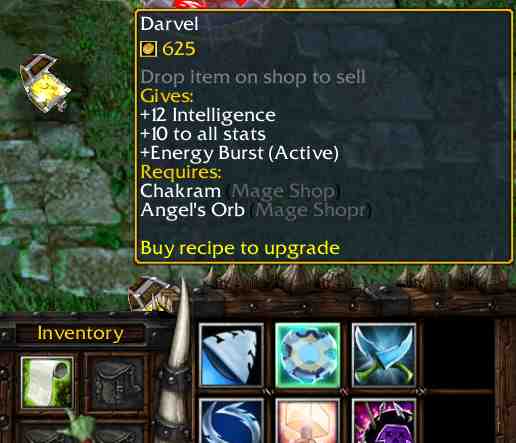 Darvel
625
Drop item on shop to sell
Gives:
+12 Intelligence
+10 to all stats
+Energy Burst (Active)
Requires:
Chakram (Mage Shop)
Angel's Orb (Mage Shopr)
Buy recipe to upgrade
Inventory